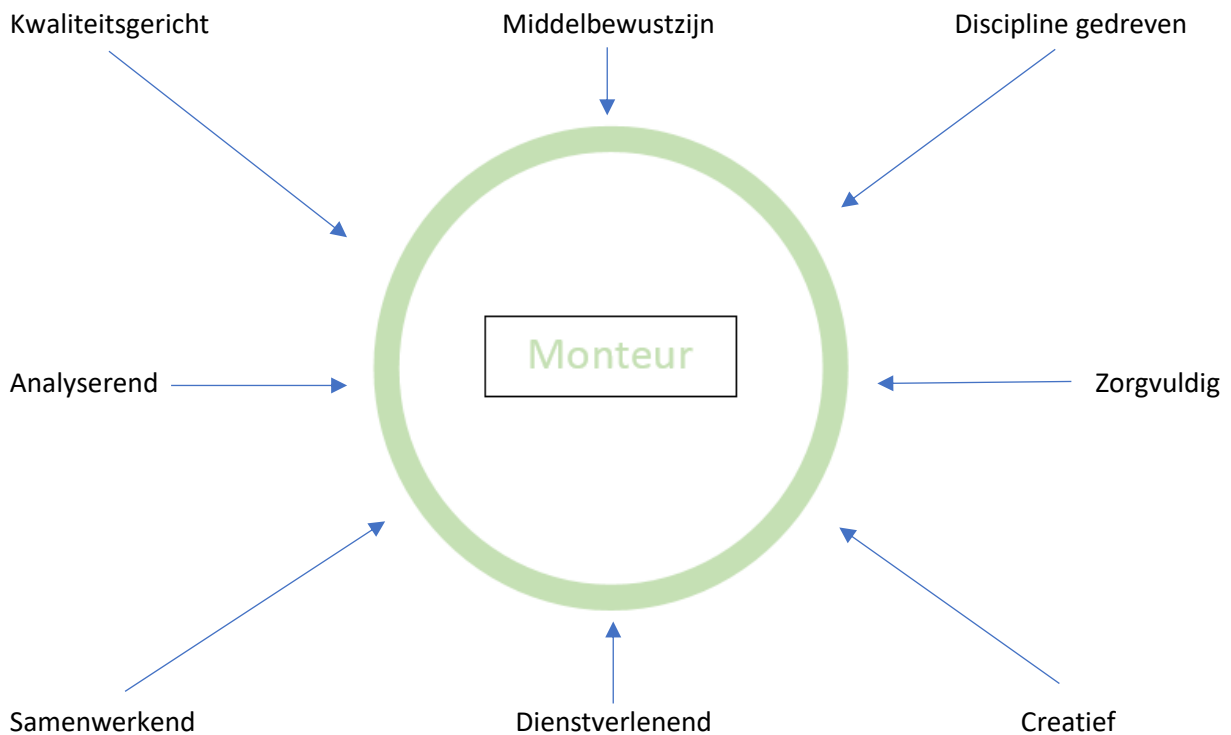 Kwaliteitsgericht
Middelbewustzijn
Discipline gedreven
Monteur
Analyserend
Zorgvuldig
Samenwerkend
Dienstverlenend
Creatief